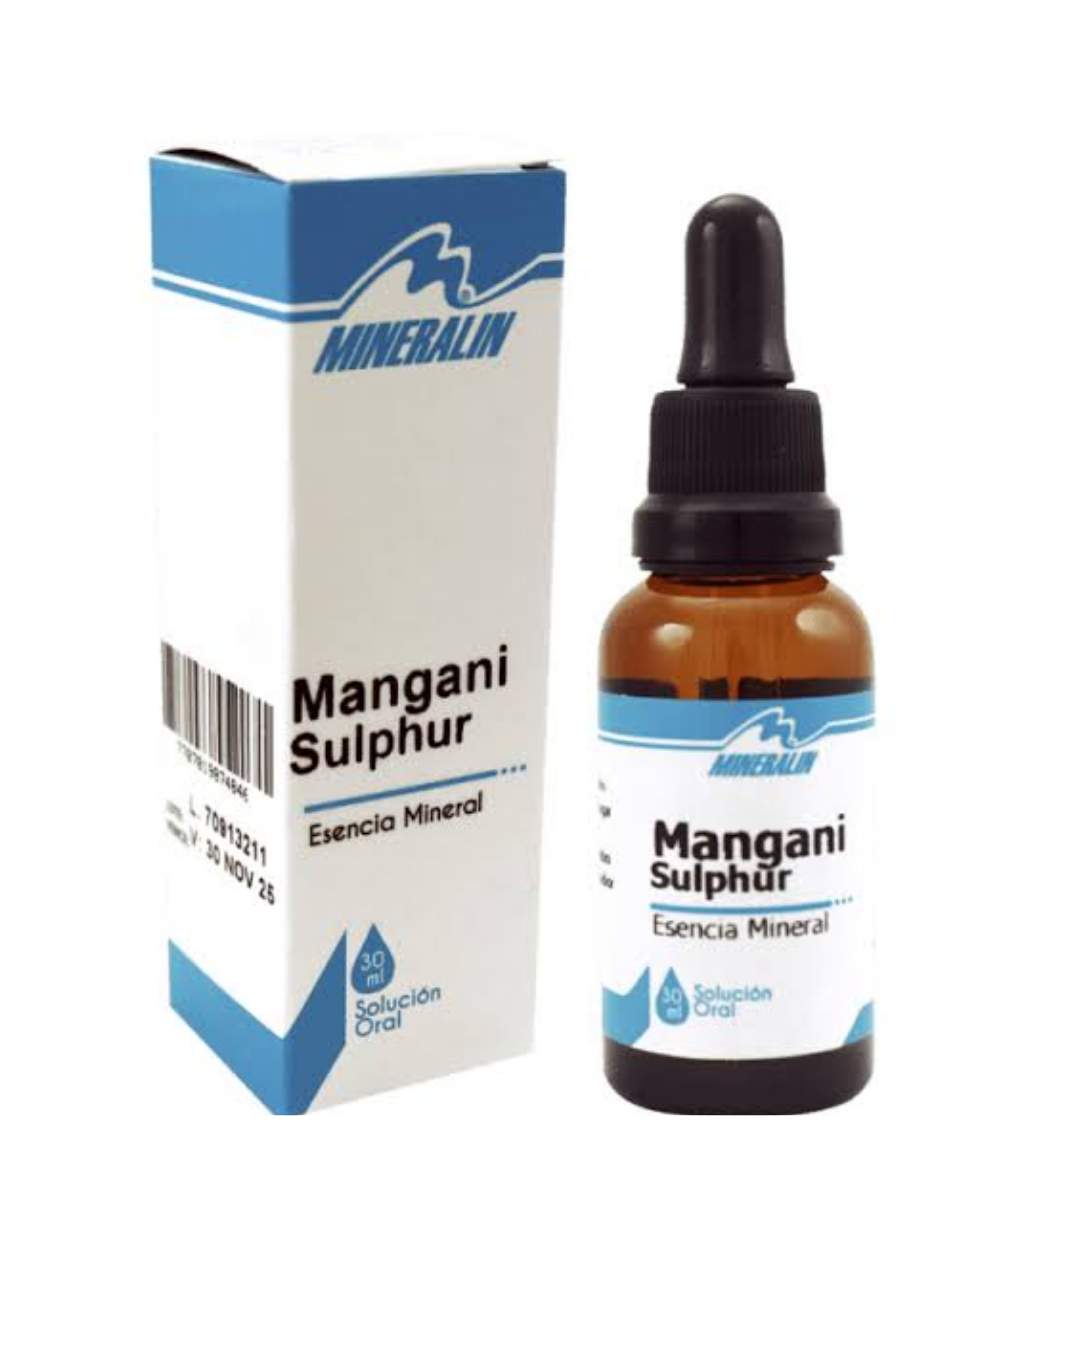 MINERALIN
Mangani
Sulphur
Esencia Mineral
30
ml
Solución
Oral
L. 70913211
V: 30 NOV 25
MINERALIN
Mangani
Sulphur
Esencia Mineral
30
ml
Solución
Oral